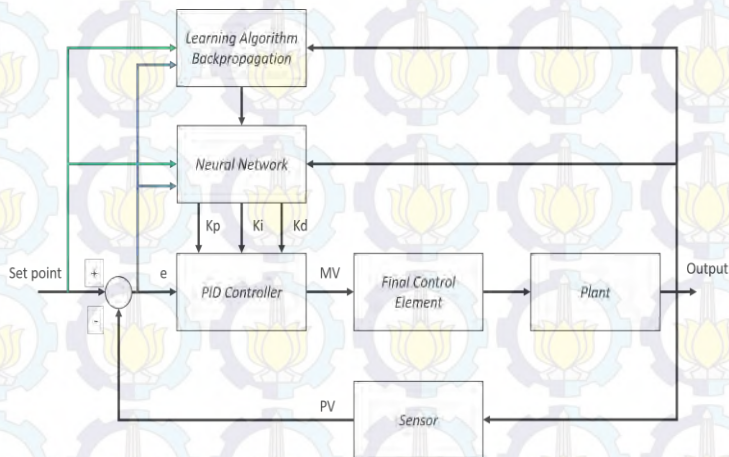 Learning Algorithm
Backpropagation
Neural Network
Kp
Ki
Kd
Set point
+
-
e
PID Controller
MV
Final Control
Element
Plant
Output
PV
Sensor